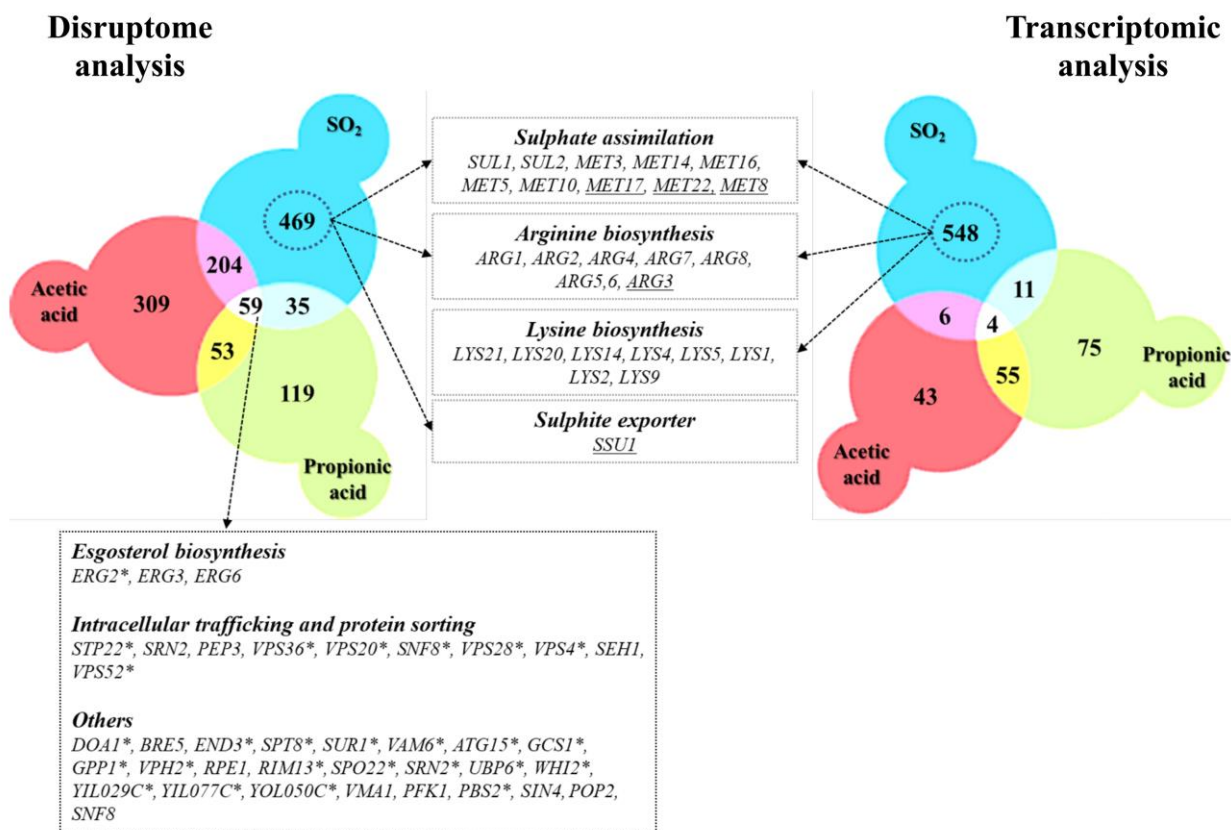 Disruptome
analysis
Transcriptomic
analysis
SO₂
469
204
Acetic
acid
309
59
35
53
119
Propionic
acid
Sulphate assimilation
SUL1, SUL2, MET3, MET14, MET16,
MET5, MET10, MET17, MET22, MET8
Arginine biosynthesis
ARG1, ARG2, ARG4, ARG7, ARG8,
ARG5,6, ARG3
Lysine biosynthesis
LYS21, LYS20, LYS14, LYS4, LYS5, LYS1,
LYS2, LYS9
Sulphite exporter
SSU1
SO₂
548
11
6
4
75
Propionic
acid
55
43
Acetic
acid
Esgosterol biosynthesis
ERG2*, ERG3, ERG6
Intracellular trafficking and protein sorting
STP22*, SRN2, PEP3, VPS36*, VPS20*, SNF8*, VPS28*, VPS4*, SEH1,
VPS52*
Others
DOA1*, BRE5, END3*, SPT8*, SUR1*, VAM6*, ATG15*, GCS1*,
GPP1*, VPH2*, RPE1, RIM13*, SPO22*, SRN2*, UBP6*, WHI2*,
YIL029C*, YIL077C*, YOL050C*, VMA1, PFK1, PBS2*, SIN4, POP2,
SNF8